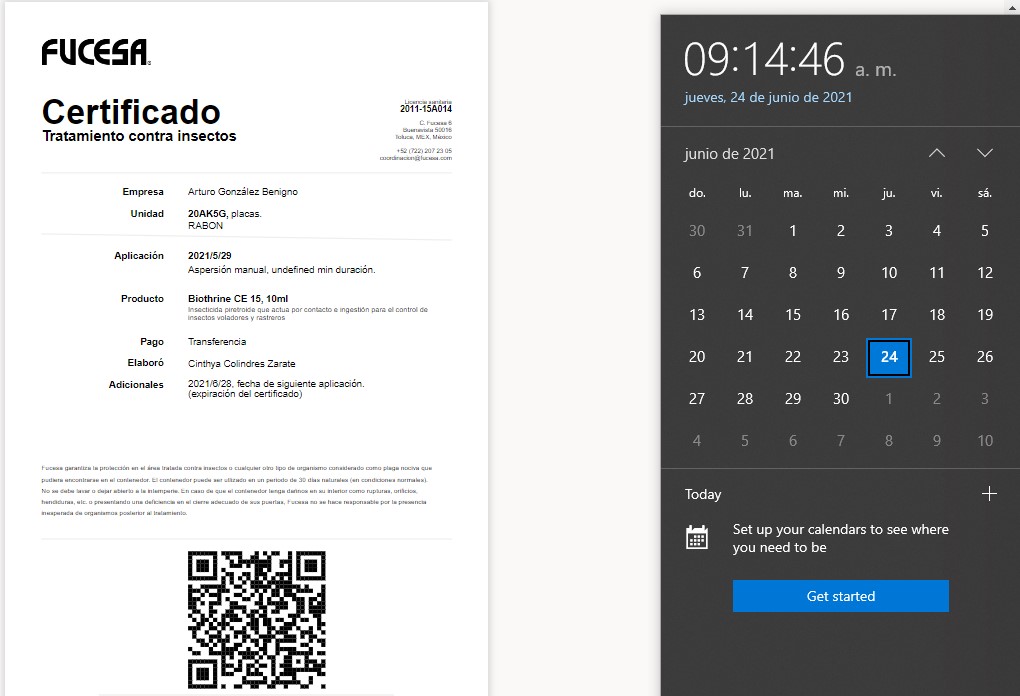 FUCESA
Certificado
Tratamiento contra insectos
Licencia sanitaria
2011-15A014
C. Fucesa 6
Buenavista 50016
Toluca, MEX, México
+52 (722) 207 23 05
coordinacion@fucesa.com
Empresa Arturo González Benigno
Unidad 20AK5G, placas.
RABON
Aplicación 2021/5/29
Aspersión manual, undefined min duración.
Producto Biothrine CE 15, 10ml
Insecticida piretroide que actua por contacto e ingestión para el control de
insectos voladores y rastreros
Pago Transferencia
Elaboró Cinthya Colindres Zarate
Adicionales 2021/6/28, fecha de siguiente aplicación.
(expiración del certificado)
Fucesa garantiza la protección en el área tratada contra insectos o cualquier otro tipo de organismo considerado como plaga nociva que
pudiera encontrarse en el contenedor. El contenedor puede ser utilizado en un periodo de 30 días naturales (en condiciones normales).
No se debe lavar o dejar abierto a la intemperie. En caso de que el contenedor tenga dañnos en su interior como rupturas, orificios,
hendiduras, etc. o presentando una deficiencia en el cierre adecuado de sus puertas, Fucesa no se hace responsable por la presencia
inesperada de organismos posterior al tratamiento.
09:14:46 a. m.
jueves, 24 de junio de 2021
junio de 2021
do. lu. ma. mi. ju. vi. sá.
30 31 1 2 3 4 5
6 7 8 9 10 11 12
13 14 15 16 17 18 19
20 21 22 23 24 25 26
27 28 29 30 1 2 3
4 5 6 7 8 9 10
Today
Set up your calendars to see where
you need to be
Get started